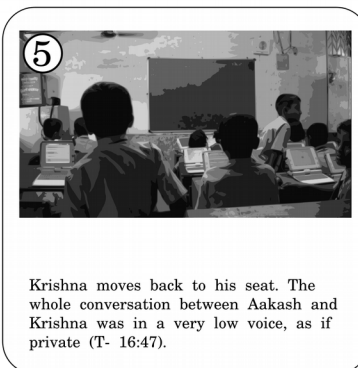 5
Krishna moves back to his seat. The
whole conversation between Aakash and
Krishna was in a very low voice, as if
private (T- 16:47).